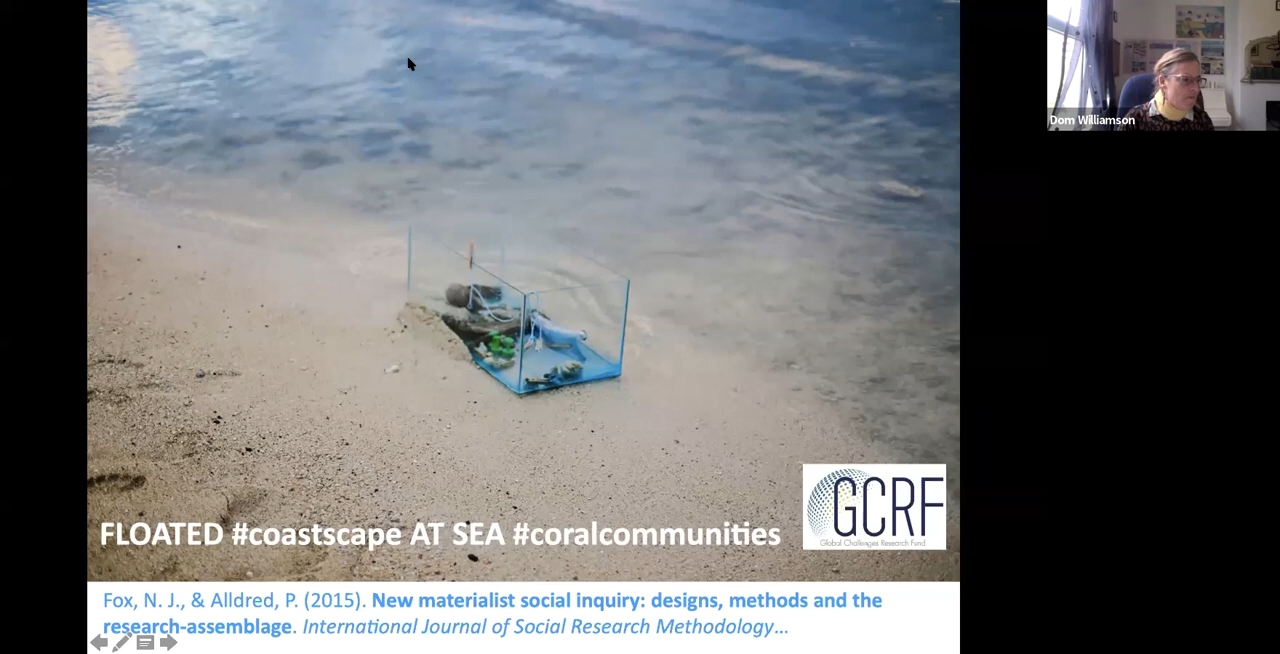 Dom Williamson
GCRF
Global Challenges Research Fund
FLOATED #coastscape AT SEA #coralcommunities
Fox, N. J., & Alldred, P. (2015). New materialist social inquiry: designs, methods and the
research-assemblage. International Journal of Social Research Methodology…